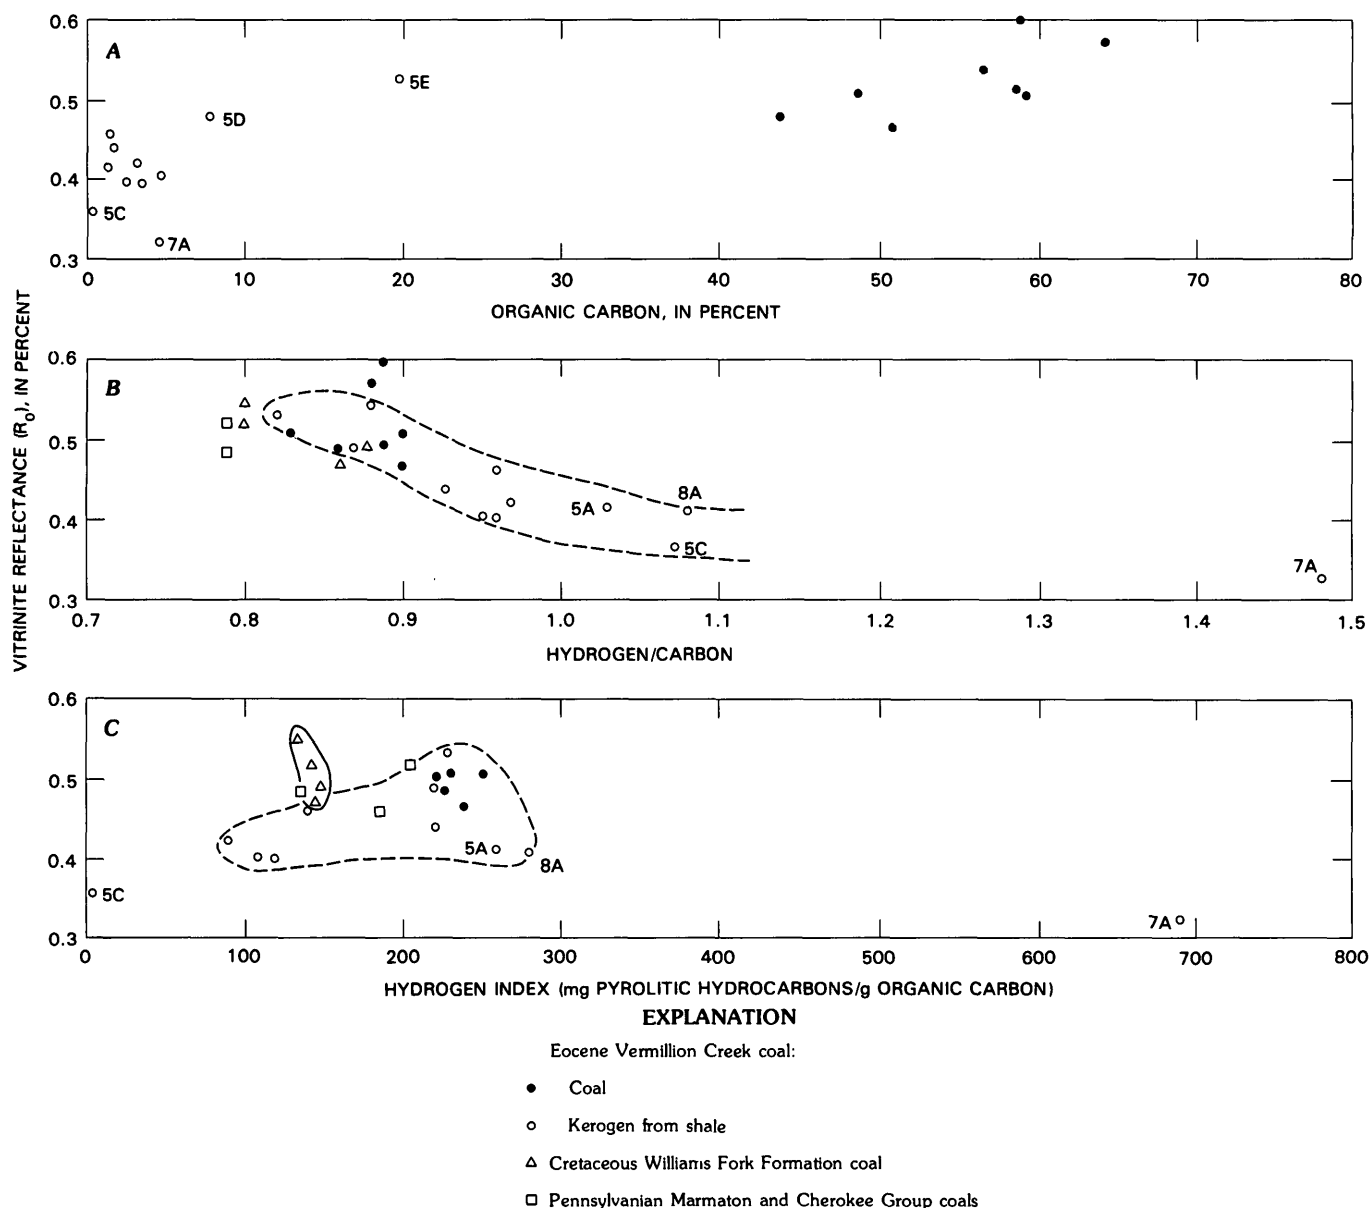 VITRINITE REFLECTANCE (Ro), IN PERCENT
A
0.6
0.5
0.4
0.3
5E
5D
5C
7A
0 10 20 30 40 50 60 70 80
ORGANIC CARBON, IN PERCENT
B
0.6
0.5
0.4
0.3
8A
5A
5C
7A
0.7 0.8 0.9 1.0 1.1 1.2 1.3 1.4 1.5
HYDROGEN/CARBON
C
0.6
0.5
0.4
0.3
5A
8A
5C
7A
0 100 200 300 400 500 600 700 800
HYDROGEN INDEX (mg PYROLITIC HYDROCARBONS/g ORGANIC CARBON)
EXPLANATION
Eocene Vermillion Creek coal:
Coal
Kerogen from shale
Cretaceous Williams Fork Formation coal
Pennsylvanian Marmaton and Cherokee Group coals